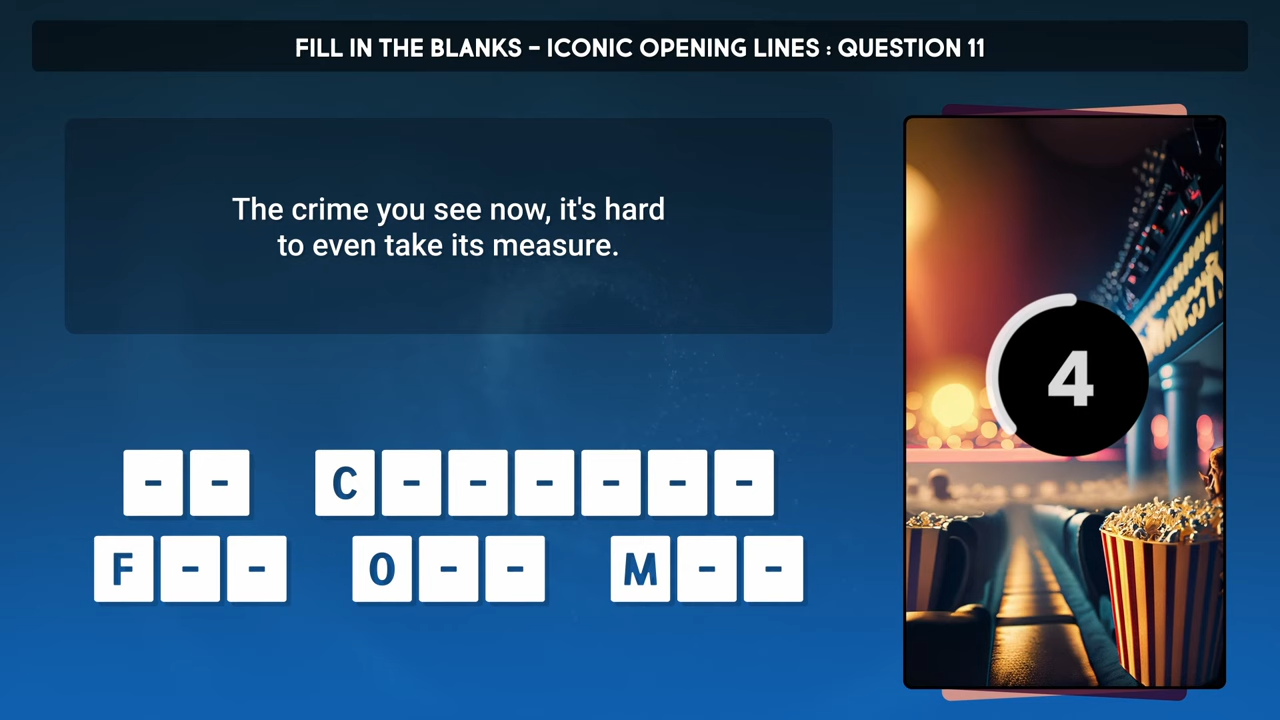 FILL IN THE BLANKS - ICONIC OPENING LINES : QUESTION 11
The crime you see now, it's hard
to even take its measure.
4
- - C - - - - - -
F - - O - - M - -